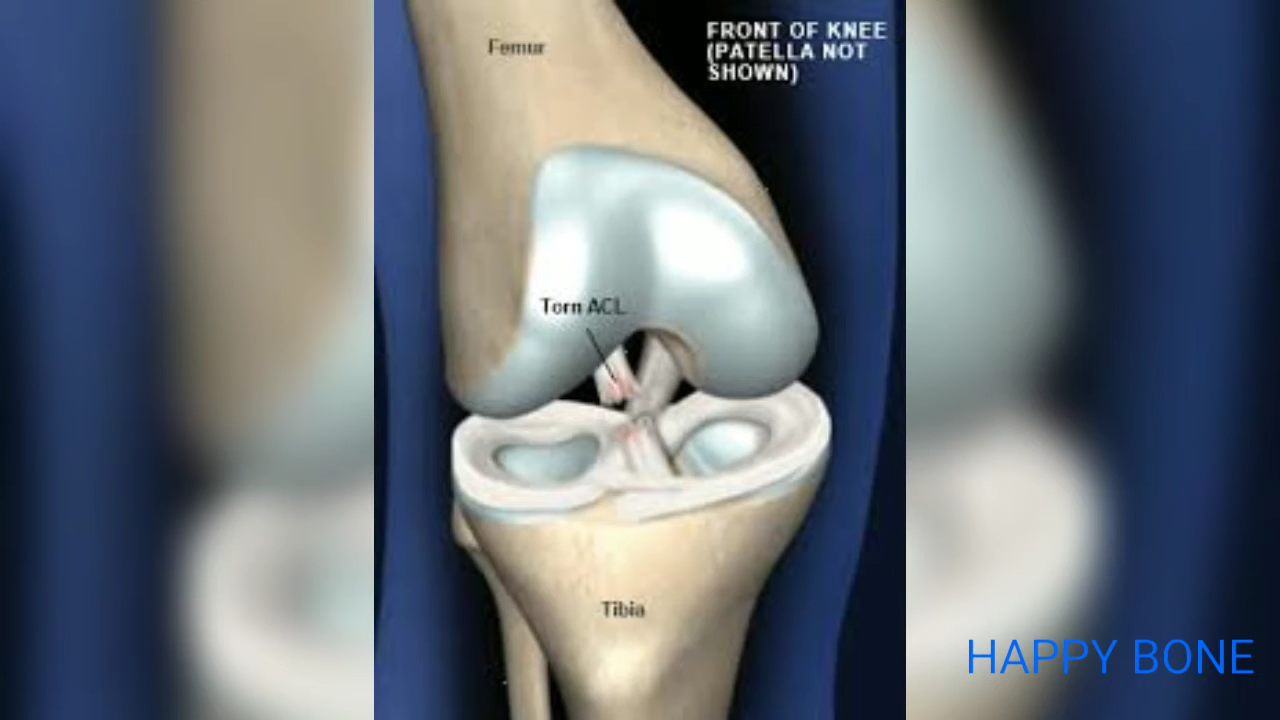 Femur
FRONT OF KNEE
(PATELLA NOT
SHOWN)
Torn ACL
Tibia
HAPPY BONE